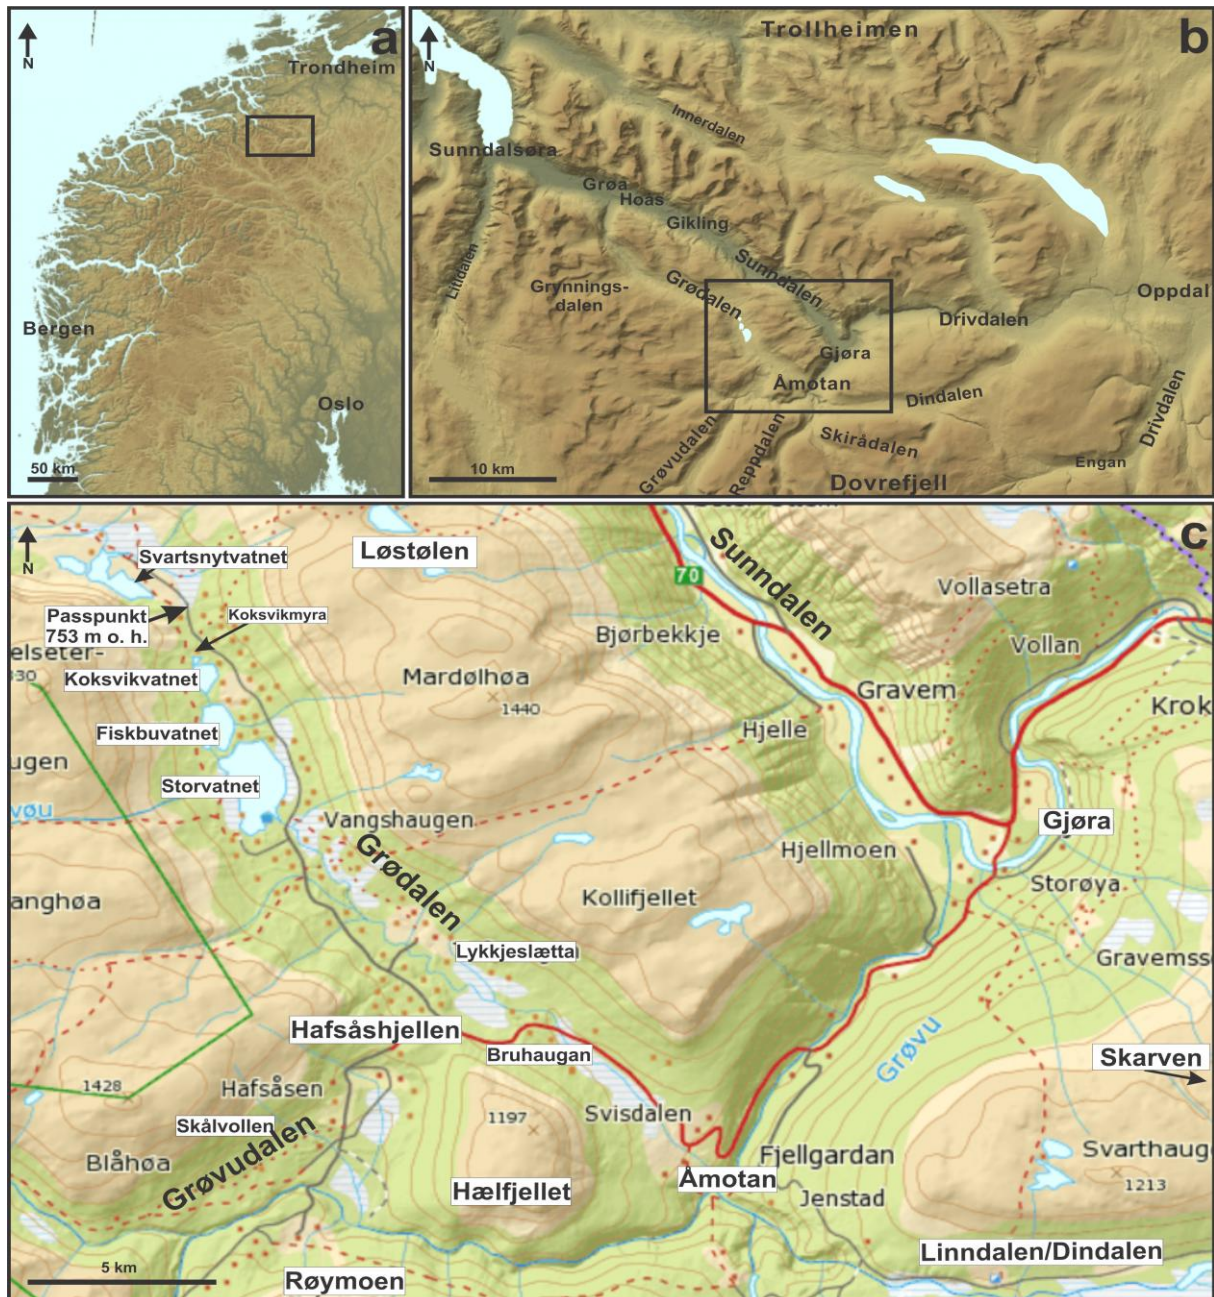 a
N
Trondheim
Bergen
Oslo
50 km
b
N
Trollheimen
Innerdalen
Sunndalsøra
Grøa
Hoas
Gikling
Litldalen
Sunndalen
Grynnings-
dalen
Grødalen
Oppdal
Drivdalen
Gjøra
Åmotan
Dindalen
Drivdalen
Grøvudalen
Reppdalen
Skirådalen
Engan
10 km
Dovrefjell
c
N
Svartsnytvatnet
Løstølen
70
Sunndalen
Vollasetra
Passpunkt
753 m o. h.
Koksvikmyra
Bjørbekkje
Vollan
elseter-
Koksvikvatnet
Mardølhøa
1440
Gravem
Krok
Fiskbuvatnet
Hjelle
ugen
Storvatnet
vøu
Vangshaugen
Gjøra
Grødalen
Hjellmoen
Storøya
anghøa
Kollifjellet
Lykkjeslætta
Gravemss
Hafsåshjellen
Bruhaugan
Grøvu
Skarven
1428
Hafsåsen
1197
Svisdalen
Skålvollen
Blåhøa
Grøvudalen
Fjellgardan
Svarthaug
Hælfjellet
Åmotan
Jenstad
1213
Linndalen/Dindalen
5 km
Røymoen